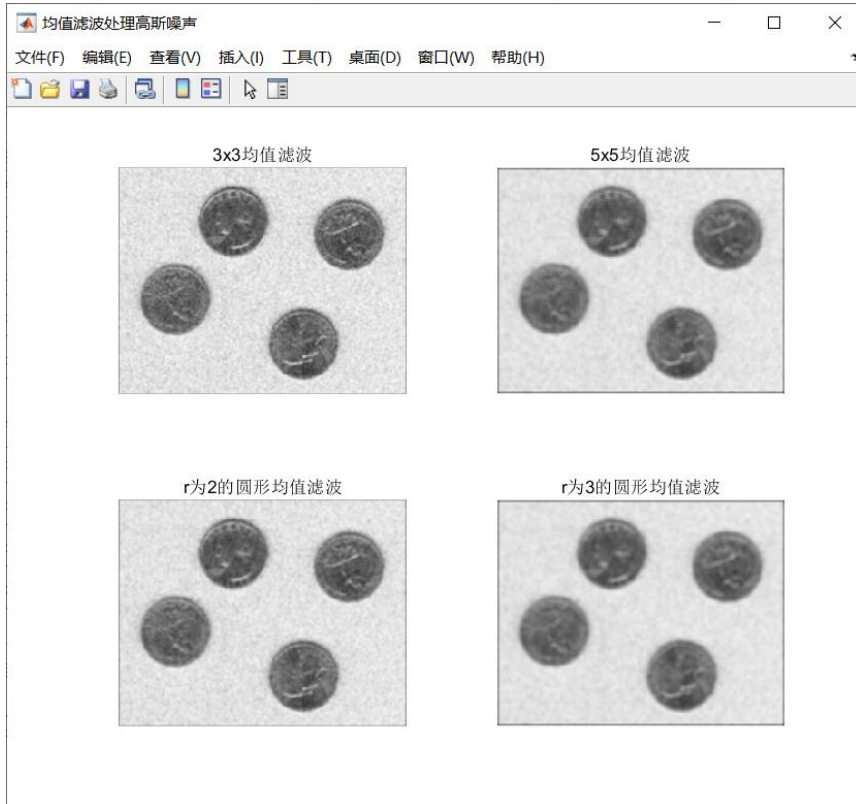 均值滤波处理高斯噪声
文件(F) 编辑(E) 查看(V) 插入(I) 工具(T) 桌面(D) 窗口(W) 帮助(H)
3x3均值滤波
5x5均值滤波
r为2的圆形均值滤波
r为3的圆形均值滤波